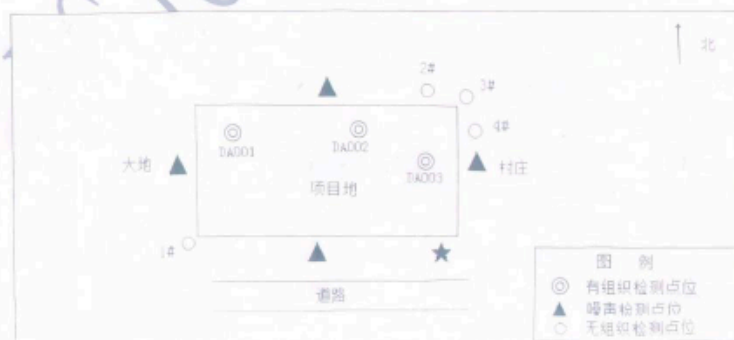 北
2#
3#
4#
DA001
DA002
大地
DA003
村庄
项目地
1#
道路
图 例
有组织检测点位
噪声检测点位
无组织检测点位